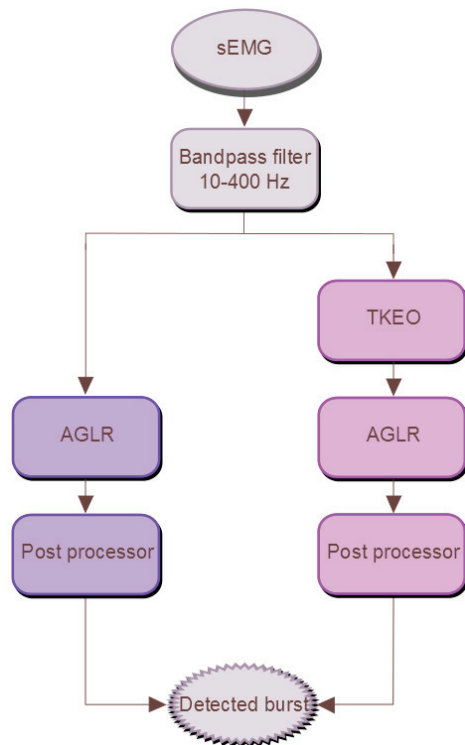 sEMG
Bandpass filter
10-400 Hz
TKEO
AGLR
AGLR
Post processor
Post processor
Detected burst